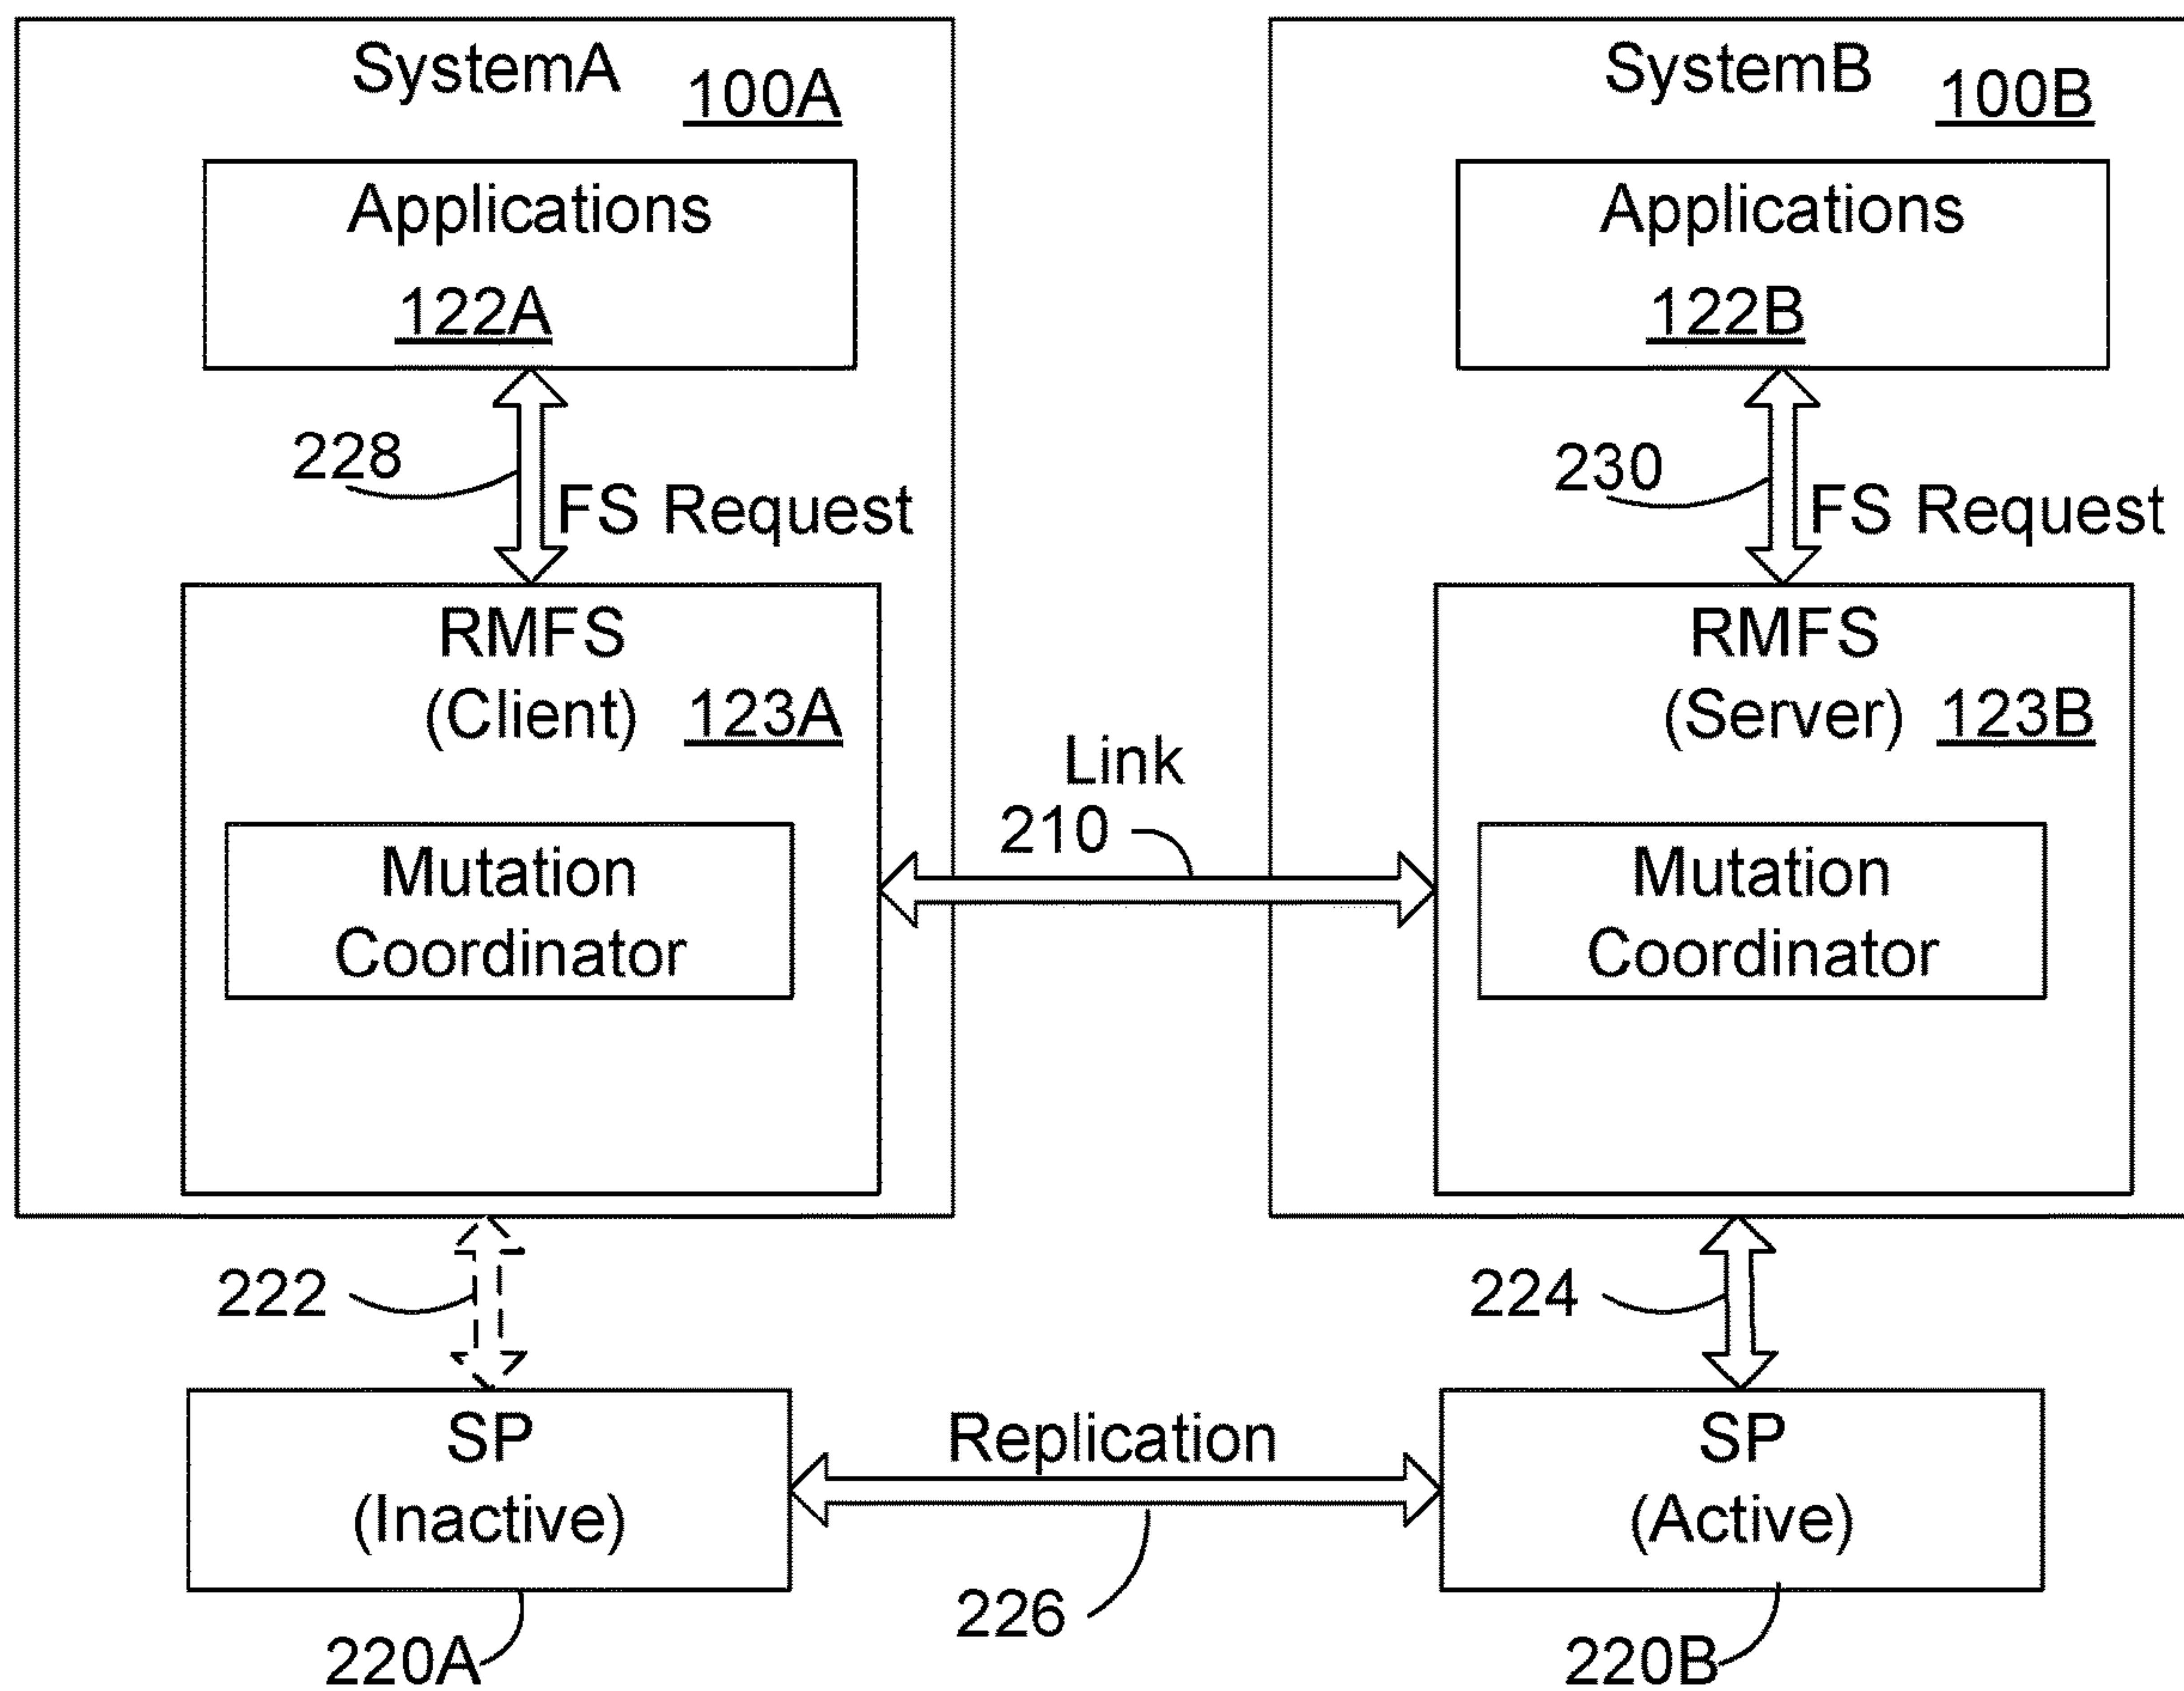 SystemA
100A
Applications
122A
228
FS Request
RMFS
(Client)
123A
Mutation
Coordinator
Link
210
SystemB
100B
Applications
122B
230
FS Request
RMFS
(Server)
123B
Mutation
Coordinator
222
224
SP
(Inactive)
220A
Replication
226
SP
(Active)
220B